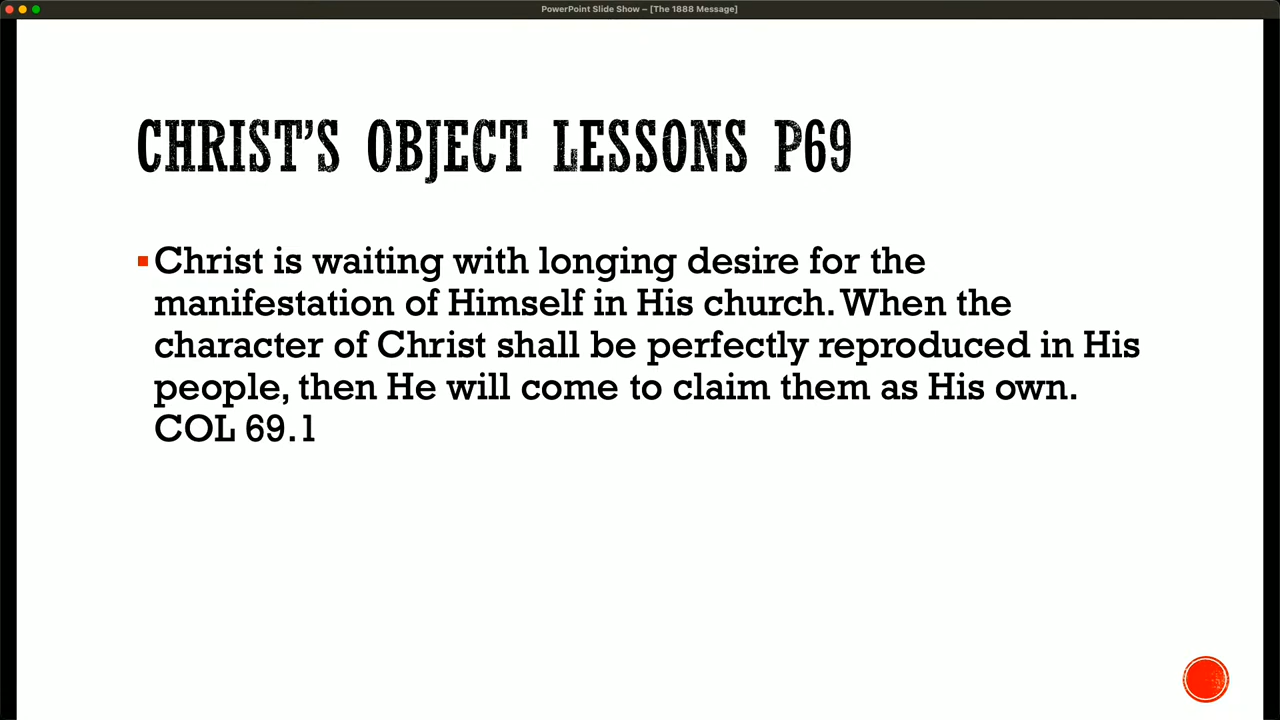 PowerPoint Slide Show – [The 1888 Message]
CHRIST'S OBJECT LESSONS P69
Christ is waiting with longing desire for the
manifestation of Himself in His church. When the
character of Christ shall be perfectly reproduced in His
people, then He will come to claim them as His own.
COL 69.1